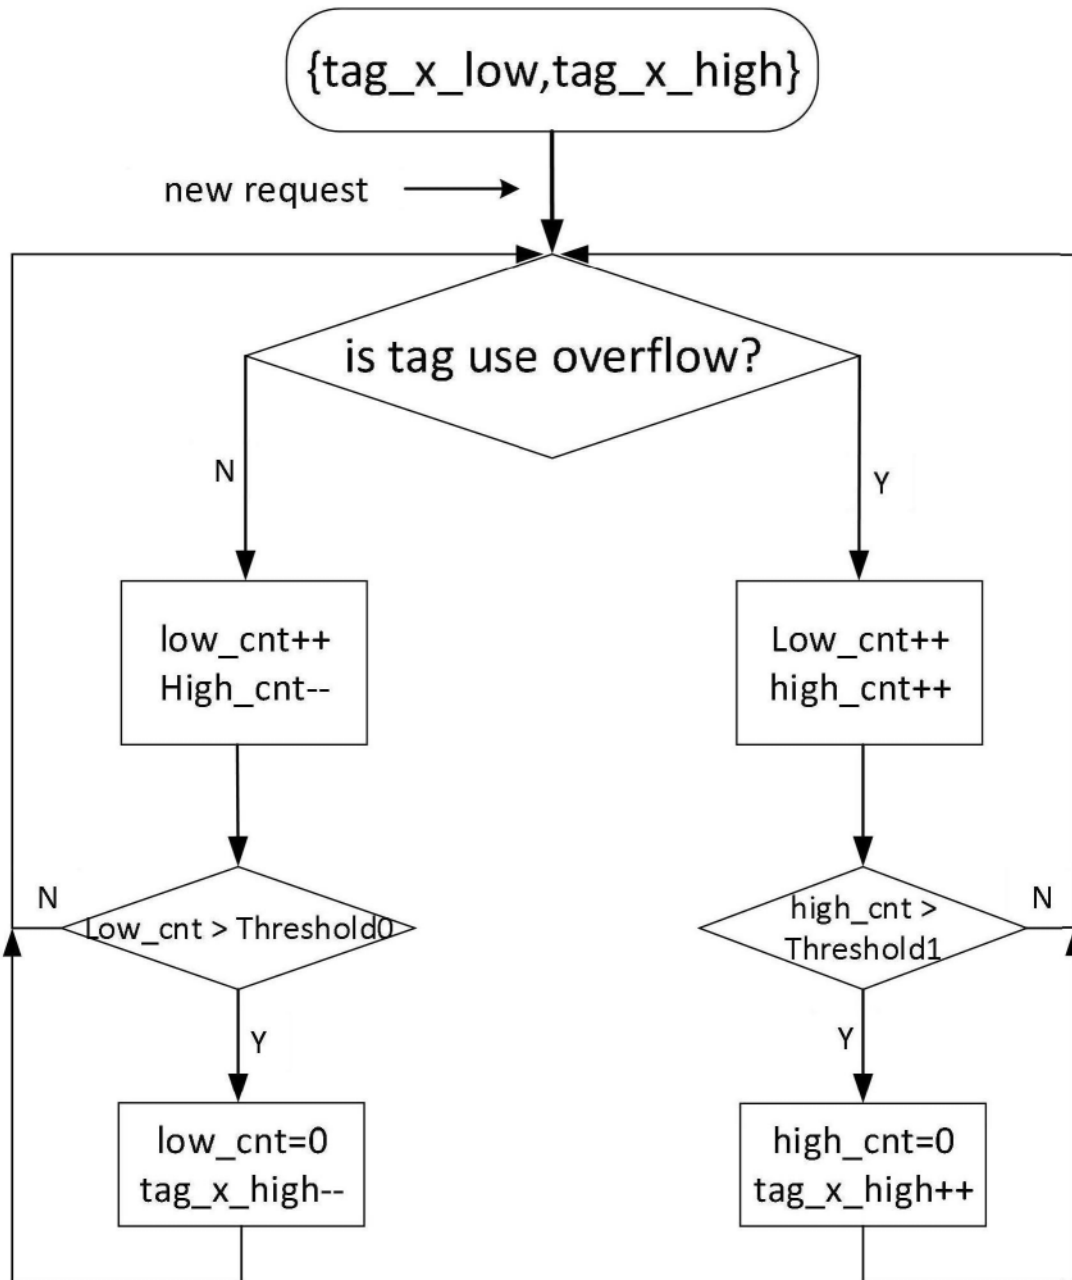 {tag_x_low,tag_x_high}
new request
is tag use overflow?
N
Y
low_cnt++
High_cnt--
Low_cnt++
high_cnt++
N
Low_cnt > Threshold0
high_cnt >
Threshold1
N
Y
Y
low_cnt=0
tag_x_high--
high_cnt=0
tag_x_high++